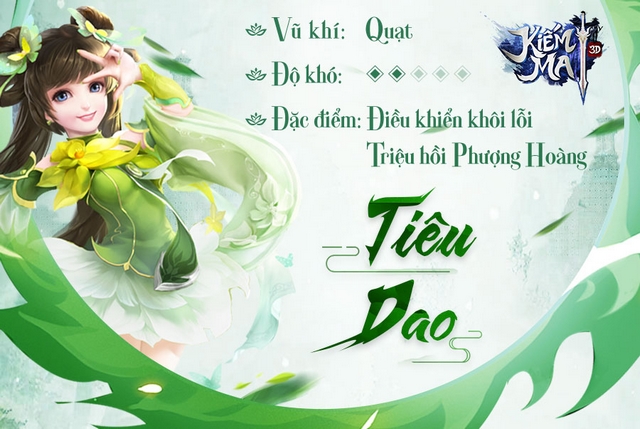 Vũ khí: Quạt
KIẾM MA 3D
Độ khó:
Đặc điểm: Điều khiển khôi lỗi
Triệu hồi Phượng Hoàng
Tiêu
Dao